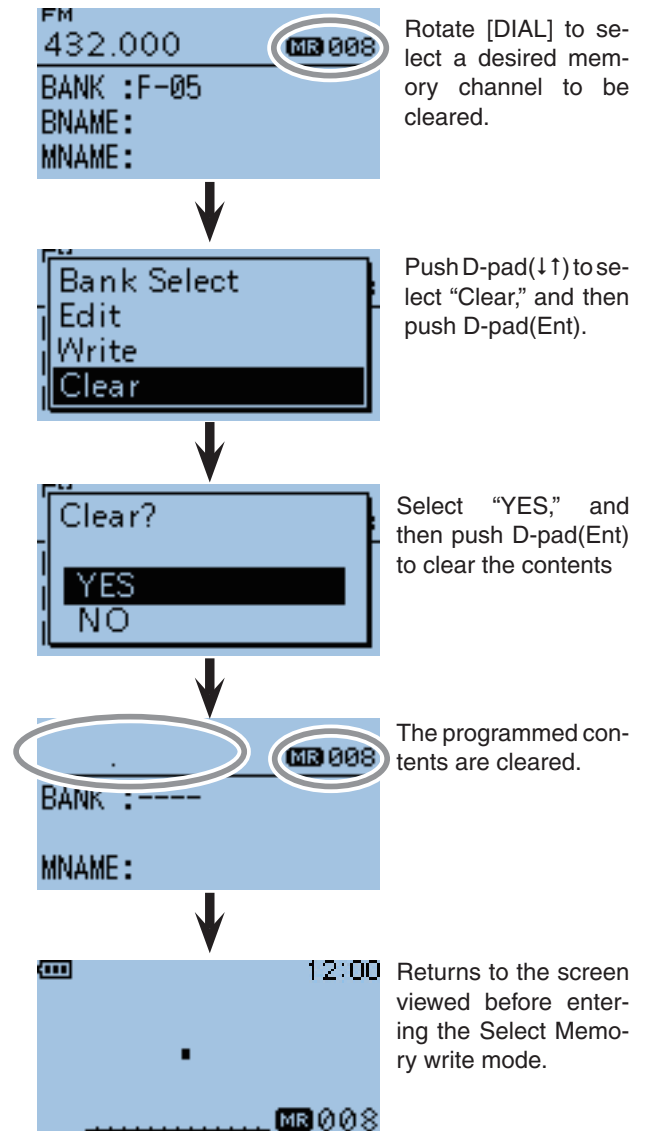 FM
432.000 MR 008
BANK :F-05
BNAME:
MNAME:
Rotate [DIAL] to se-
lect a desired mem-
ory channel to be
cleared.
Bank Select
Edit
Write
Clear
Push D-pad(↓↑) to se-
lect “Clear,” and then
push D-pad(Ent).
Clear?
YES
NO
Select “YES,” and
then push D-pad(Ent)
to clear the contents
. MR 008
BANK :----
MNAME:
The programmed con-
tents are cleared.
12:00
.
MR 008
Returns to the screen
viewed before enter-
ing the Select Memo-
ry write mode.